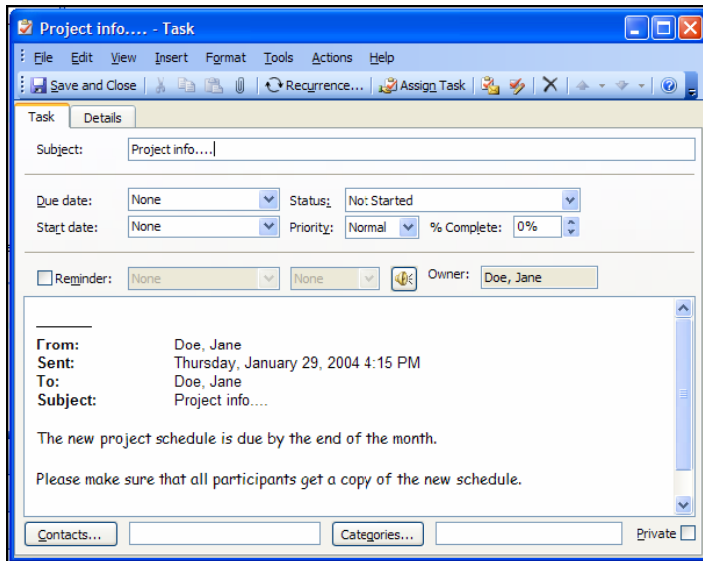 Project info.... - Task
File Edit View Insert Format Tools Actions Help
Save and Close Recurrence... Assign Task
Task Details
Subject: Project info....
Due date: None Status: Not Started
Start date: None Priority: Normal % Complete: 0%
Reminder: None None Owner: Doe, Jane
From: Doe, Jane
Sent: Thursday, January 29, 2004 4:15 PM
To: Doe, Jane
Subject: Project info....
The new project schedule is due by the end of the month.
Please make sure that all participants get a copy of the new schedule.
Contacts... Categories... Private